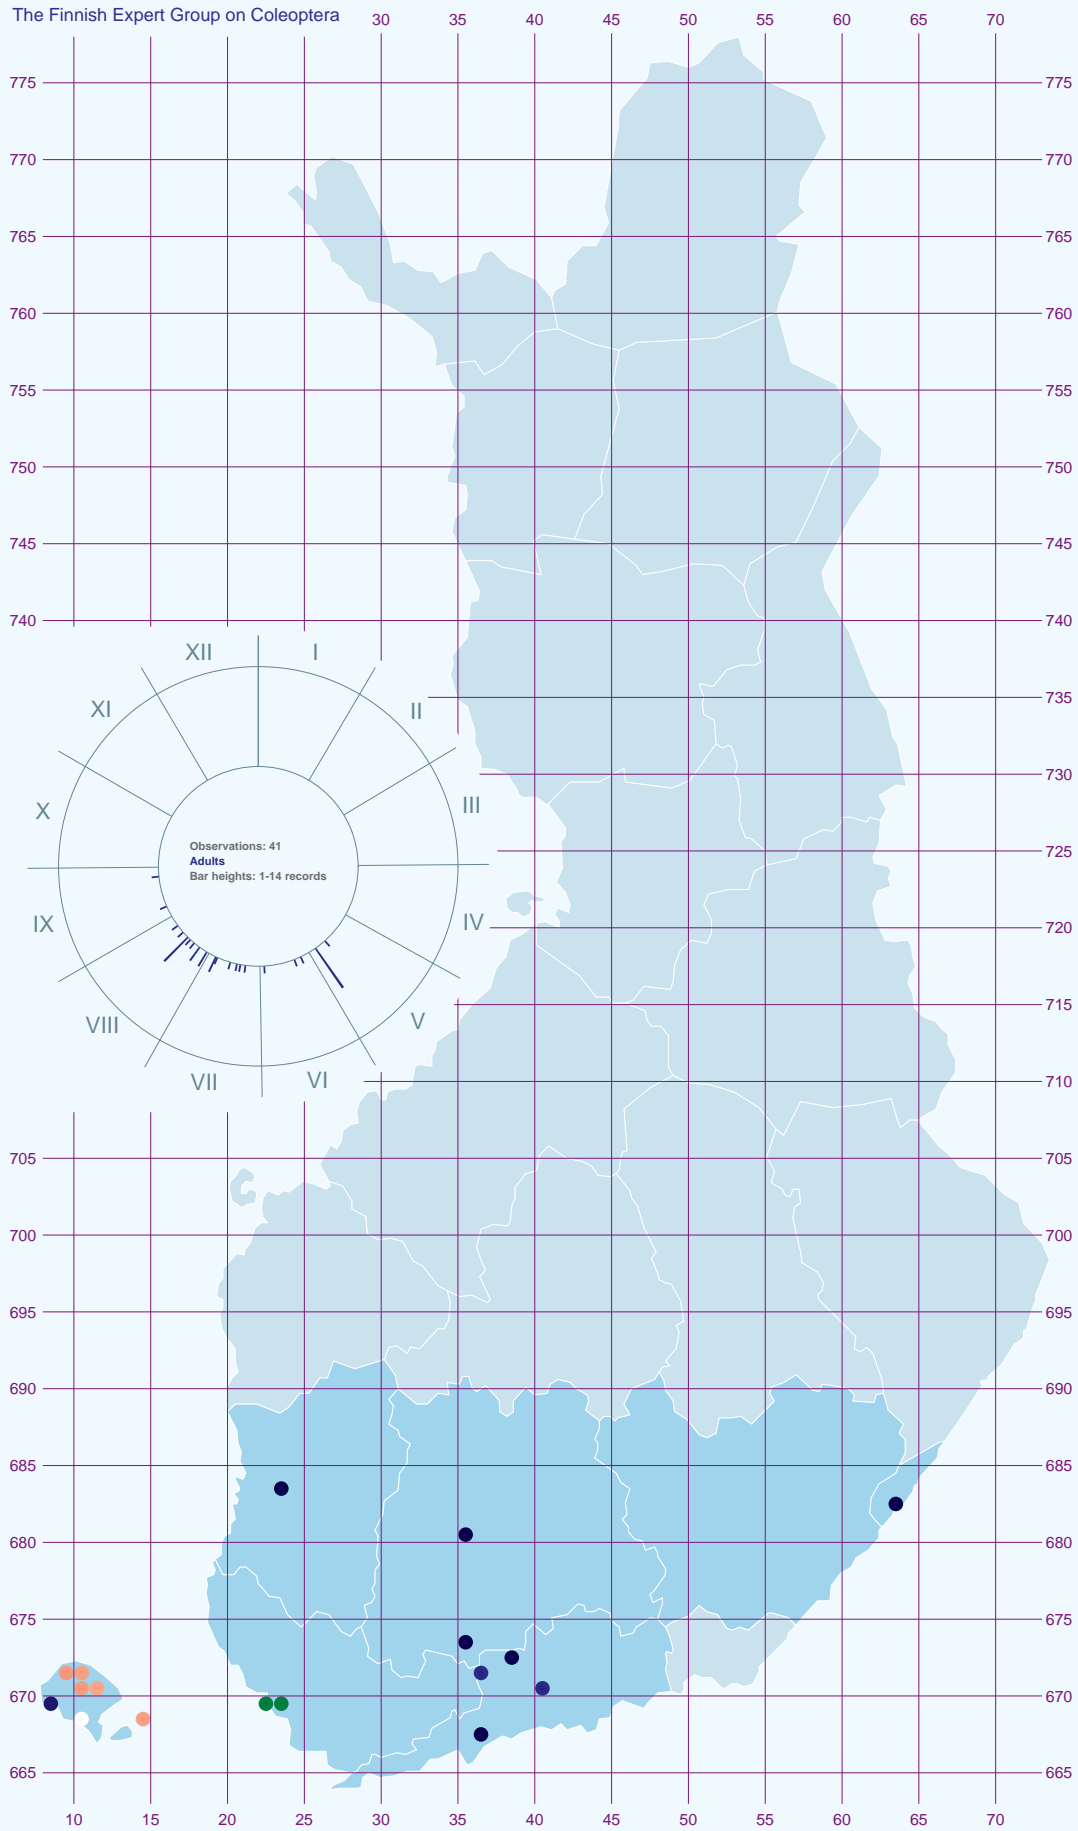 The Finnish Expert Group on Coleoptera
30 35 40 45 50 55 60 65 70
775 775
770 770
765 765
760 760
755 755
750 750
745 745
740 740
XII I
XI II
735
730
X III
725
Observations: 41
Adults
Bar heights: 1-14 records
IX IV
720
715
VIII V
VII VI
710
705 705
700 700
695 695
690 690
685 685
680 680
675 675
670 670
665 665
10 15 20 25 30 35 40 45 50 55 60 65 70